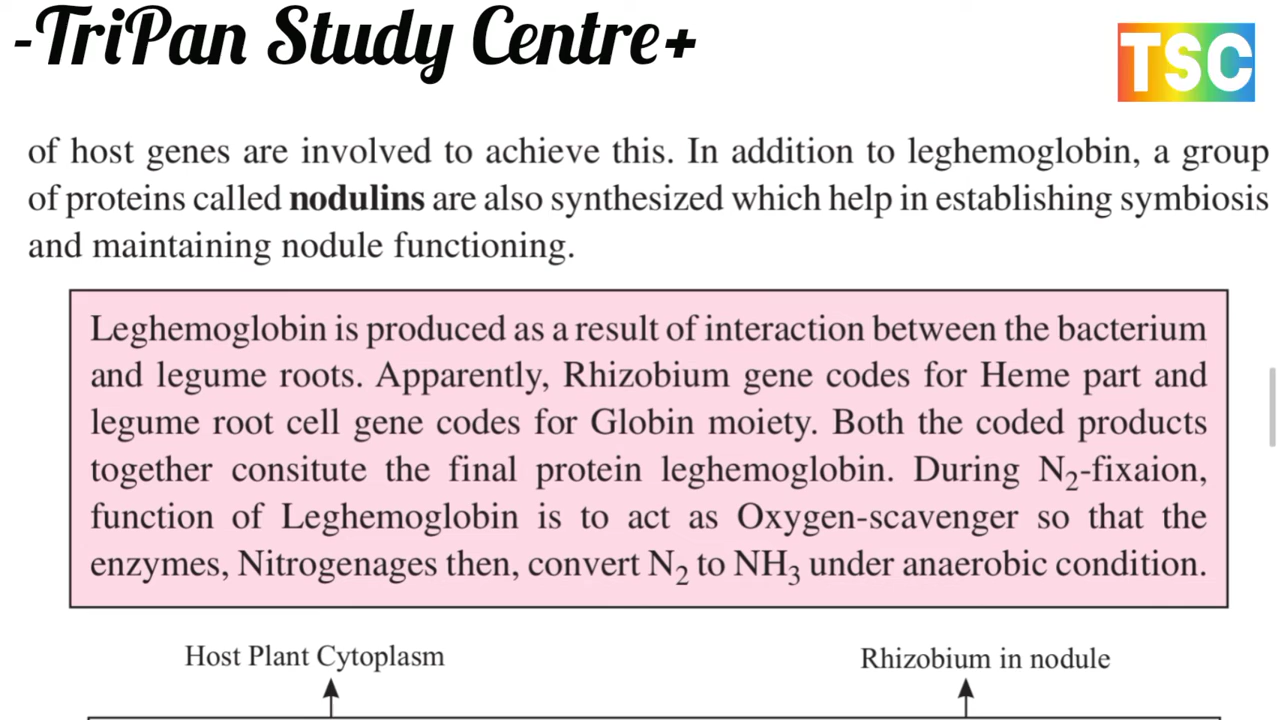 -TriPan Study Centre+
TSC
of host genes are involved to achieve this. In addition to leghemoglobin, a group
of proteins called nodulins are also synthesized which help in establishing symbiosis
and maintaining nodule functioning.
Leghemoglobin is produced as a result of interaction between the bacterium
and legume roots. Apparently, Rhizobium gene codes for Heme part and
legume root cell gene codes for Globin moiety. Both the coded products
together consitute the final protein leghemoglobin. During N₂-fixaion,
function of Leghemoglobin is to act as Oxygen-scavenger so that the
enzymes, Nitrogenages then, convert N₂ to NH₃ under anaerobic condition.
Host Plant Cytoplasm
Rhizobium in nodule